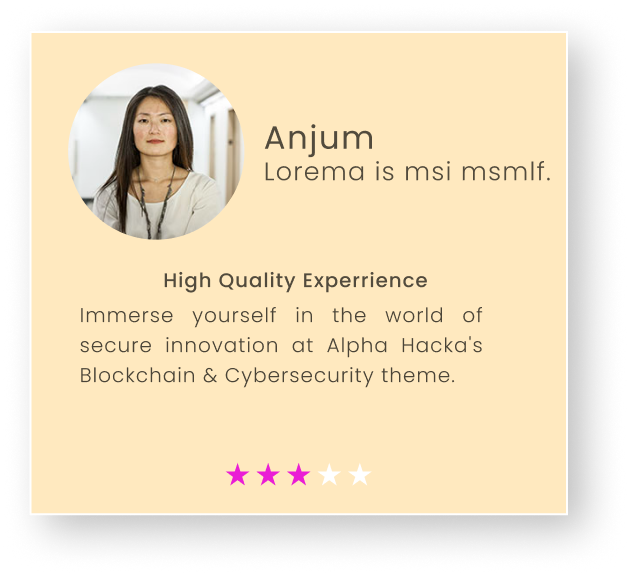 Anjum
Lorema is msi msmlf.
High Quality Experrience
Immerse yourself in the world of
secure innovation at Alpha Hacka's
Blockchain & Cybersecurity theme.